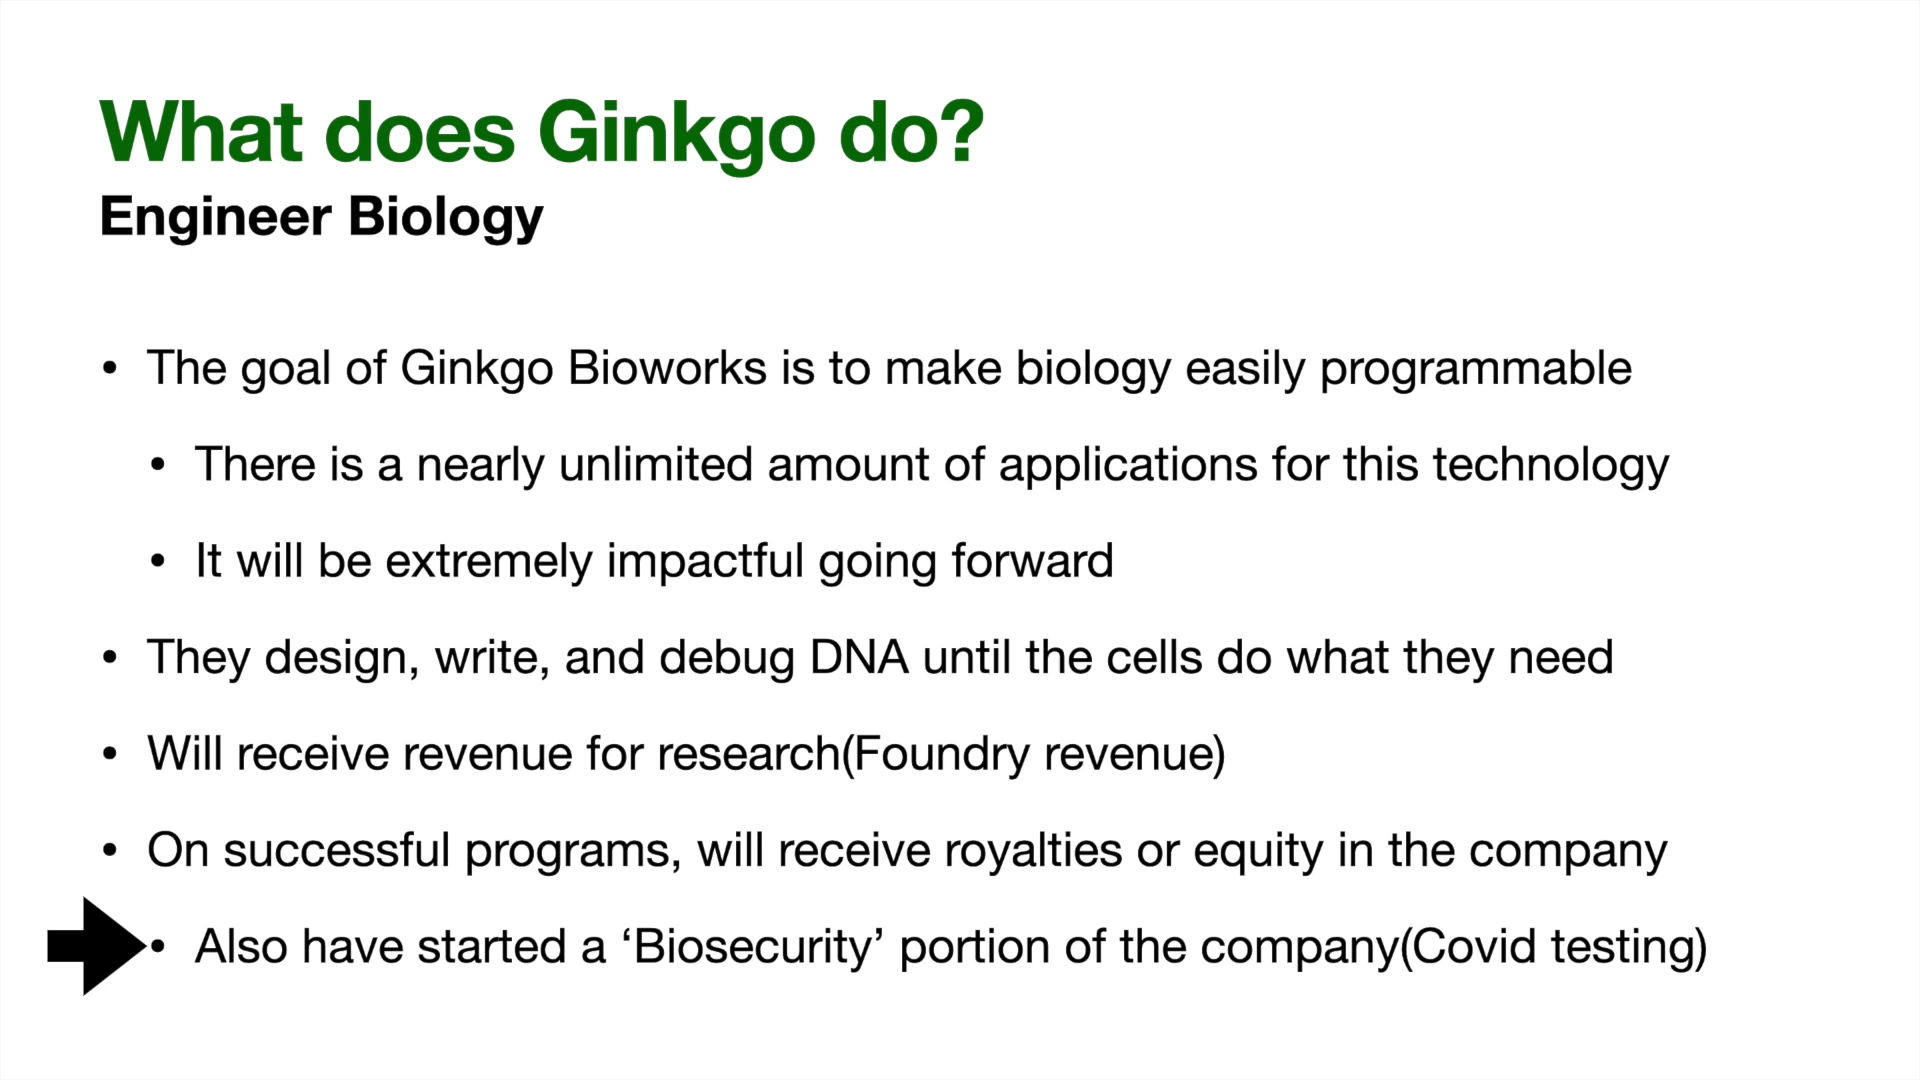 What does Ginkgo do?
Engineer Biology
• The goal of Ginkgo Bioworks is to make biology easily programmable
• There is a nearly unlimited amount of applications for this technology
• It will be extremely impactful going forward
• They design, write, and debug DNA until the cells do what they need
• Will receive revenue for research(Foundry revenue)
• On successful programs, will receive royalties or equity in the company
• Also have started a ‘Biosecurity’ portion of the company(Covid testing)